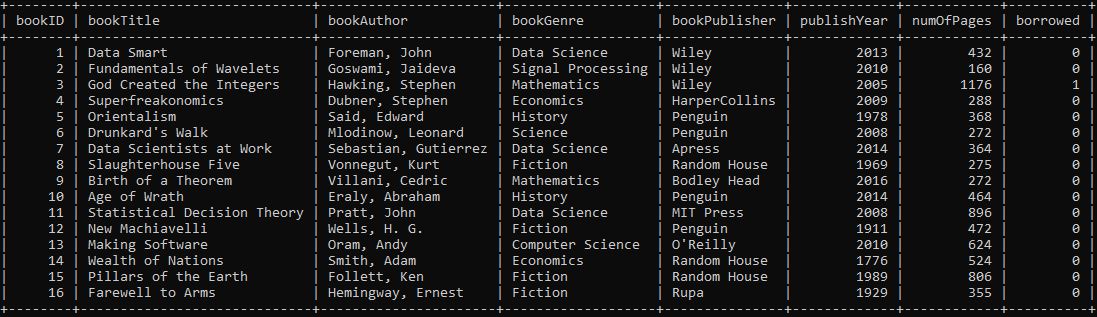 | bookID | bookTitle | bookAuthor | bookGenre | bookPublisher | publishYear | numOfPages | borrowed |
| 1 | Data Smart | Foreman, John | Data Science | Wiley | 2013 | 432 | 0 |
| 2 | Fundamentals of Wavelets | Goswami, Jaideva | Signal Processing | Wiley | 2010 | 160 | 0 |
| 3 | God Created the Integers | Hawking, Stephen | Mathematics | Wiley | 2005 | 1176 | 1 |
| 4 | Superfreakonomics | Dubner, Stephen | Economics | HarperCollins | 2009 | 288 | 0 |
| 5 | Orientalism | Said, Edward | History | Penguin | 1978 | 368 | 0 |
| 6 | Drunkard's Walk | Mlodinow, Leonard | Science | Penguin | 2008 | 272 | 0 |
| 7 | Data Scientists at Work | Sebastian, Gutierrez | Data Science | Apress | 2014 | 364 | 0 |
| 8 | Slaughterhouse Five | Vonnegut, Kurt | Fiction | Random House | 1969 | 275 | 0 |
| 9 | Birth of a Theorem | Villani, Cedric | Mathematics | Bodley Head | 2016 | 272 | 0 |
| 10 | Age of Wrath | Eraly, Abraham | History | Penguin | 2014 | 464 | 0 |
| 11 | Statistical Decision Theory | Pratt, John | Data Science | MIT Press | 2008 | 896 | 0 |
| 12 | New Machiavelli | Wells, H. G. | Fiction | Penguin | 1911 | 472 | 0 |
| 13 | Making Software | Oram, Andy | Computer Science | O'Reilly | 2010 | 624 | 0 |
| 14 | Wealth of Nations | Smith, Adam | Economics | Random House | 1776 | 524 | 0 |
| 15 | Pillars of the Earth | Follett, Ken | Fiction | Random House | 1989 | 806 | 0 |
| 16 | Farewell to Arms | Hemingway, Ernest | Fiction | Rupa | 1929 | 355 | 0 |